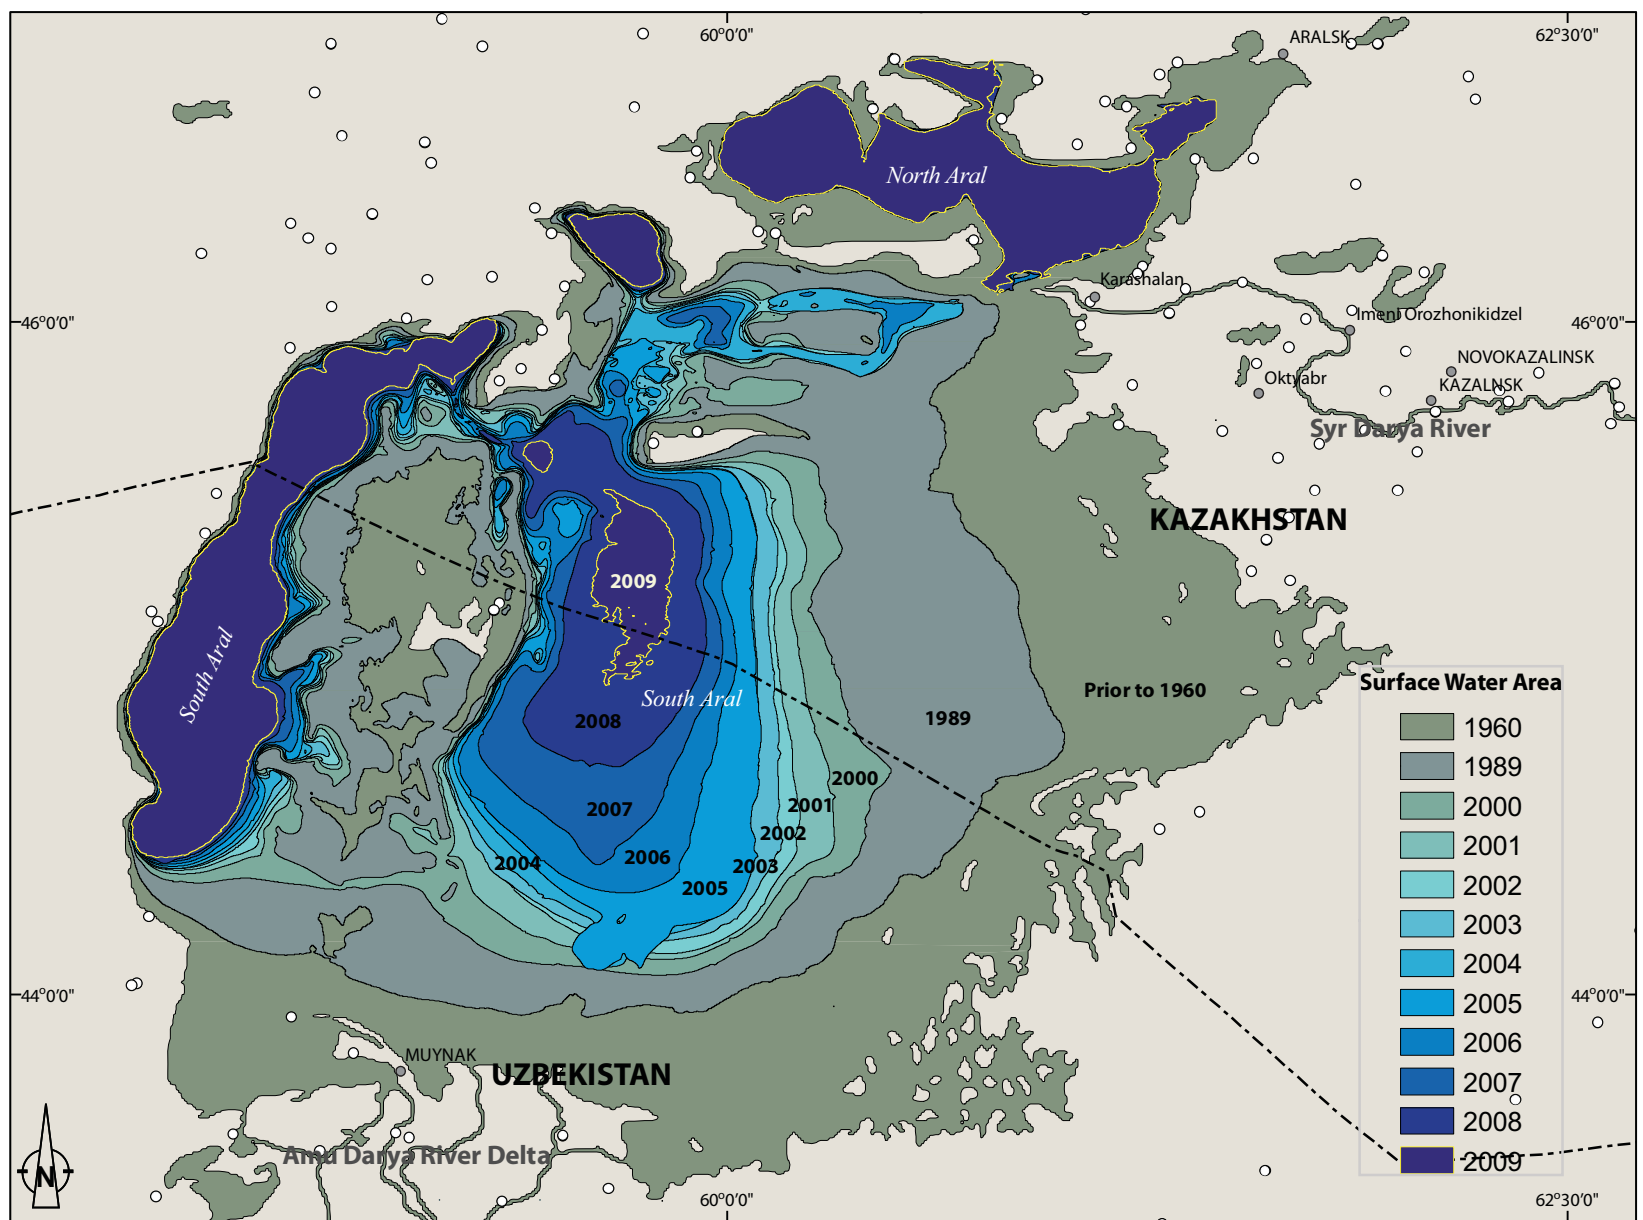 60°0'0"
62°30'0"
ARALSK
North Aral
Karashalan
46°0'0"
46°0'0"
Imeni Orozhonikidzel
NOVOKAZALINSK
Oktyabr
KAZALNSK
Syr Darya River
KAZAKHSTAN
2009
South Aral
South Aral
Prior to 1960
2008
1989
2000
2001
2007
2002
2004
2006
2003
2005
Surface Water Area
1960
1989
2000
2001
2002
2003
2004
2005
2006
2007
2008
2009
44°0'0"
44°0'0"
MUYNAK
UZBEKISTAN
Amu Darya River Delta
N
60°0'0"
62°30'0"